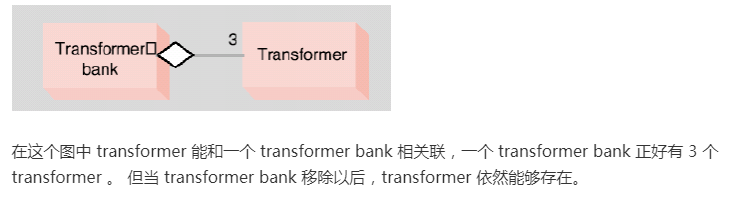 Transformer▯
bank
3
Transformer
在这个图中 transformer 能和一个 transformer bank 相关联，一个 transformer bank 正好有 3 个
transformer 。 但当 transformer bank 移除以后，transformer 依然能够存在。